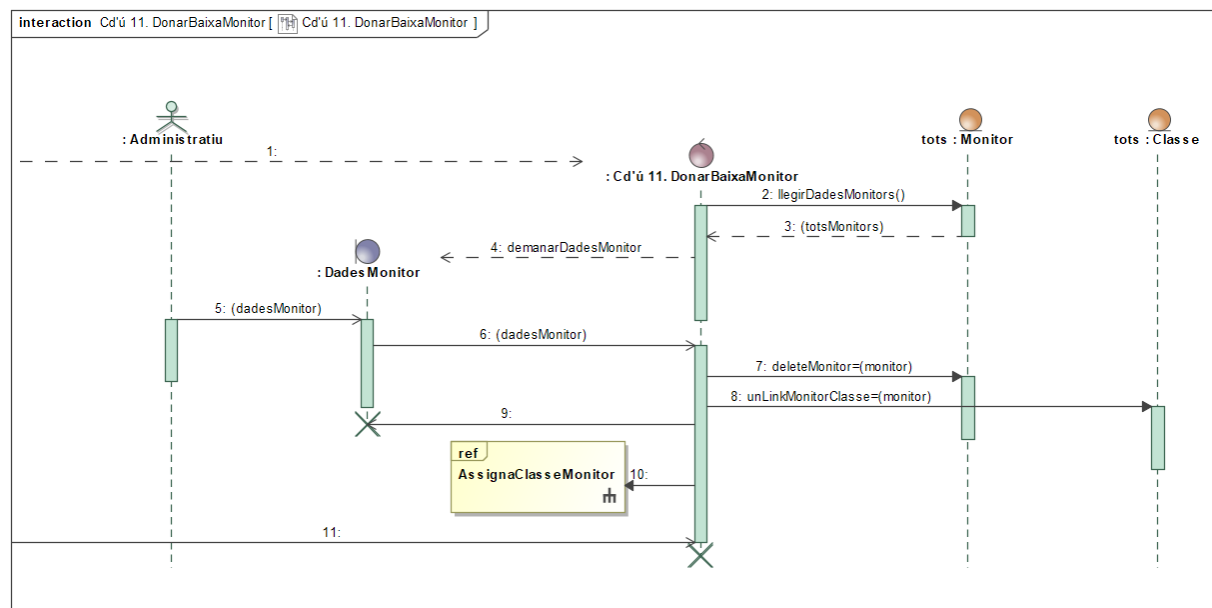 interaction Cd'ú 11. DonarBaixaMonitor [ Cd'ú 11. DonarBaixaMonitor ]
: Administratiu
tots : Monitor
tots : Classe
1:
: Cd'ú 11. DonarBaixaMonitor
2: llegirDadesMonitors()
3: (totsMonitors)
4: demanarDadesMonitor
: DadesMonitor
5: (dadesMonitor)
6: (dadesMonitor)
7: deleteMonitor=(monitor)
8: unLinkMonitorClasse=(monitor)
9:
ref
AssignaClasseMonitor
10:
11: